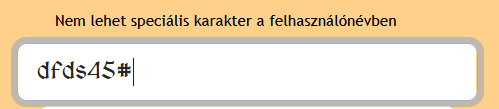 Nem lehet speciális karakter a felhasználónévben
dfds45#